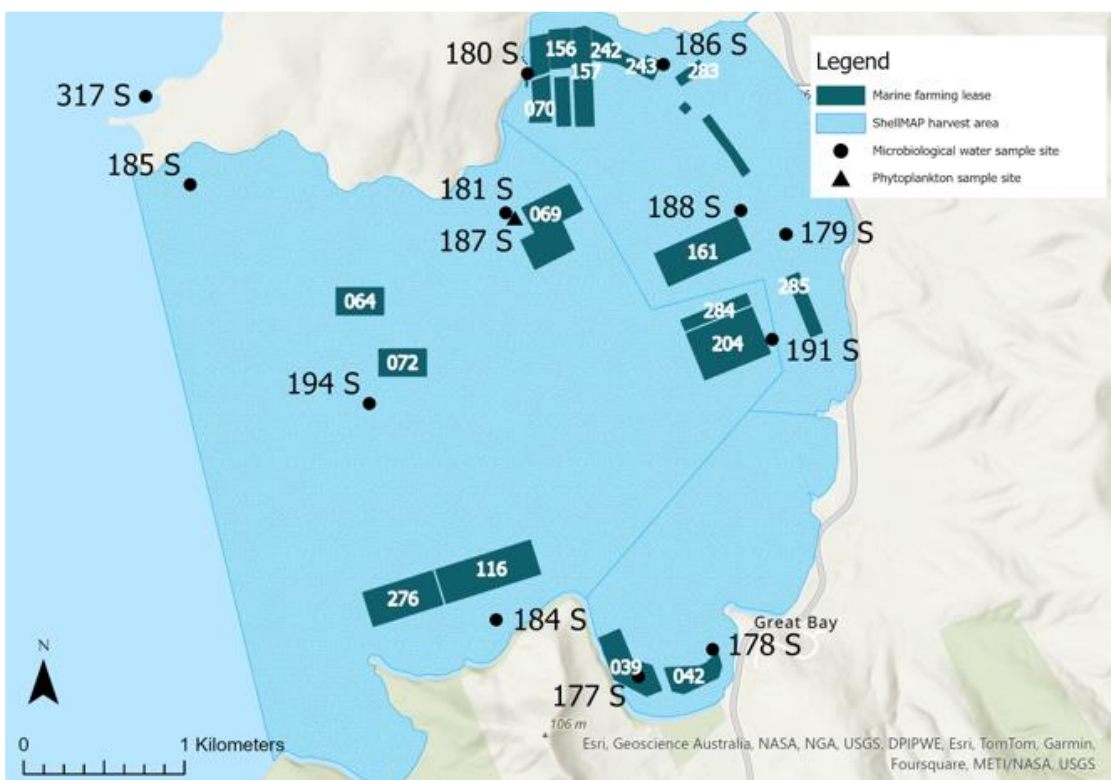 180 S
156
242
186 S
157
243
283
070
317 S
185 S
181 S
069
187 S
188 S
179 S
161
064
285
284
204
191 S
072
194 S
116
276
184 S
Great Bay
178 S
039
042
177 S
106 m
N
0 1 Kilometers
Legend
Marine farming lease
ShellMAP harvest area
Microbiological water sample site
Phytoplankton sample site
Esri, Geoscience Australia, NASA, NGA, USGS, DPIPWE, Esri, TomTom, Garmin,
Foursquare, METI/NASA, USGS